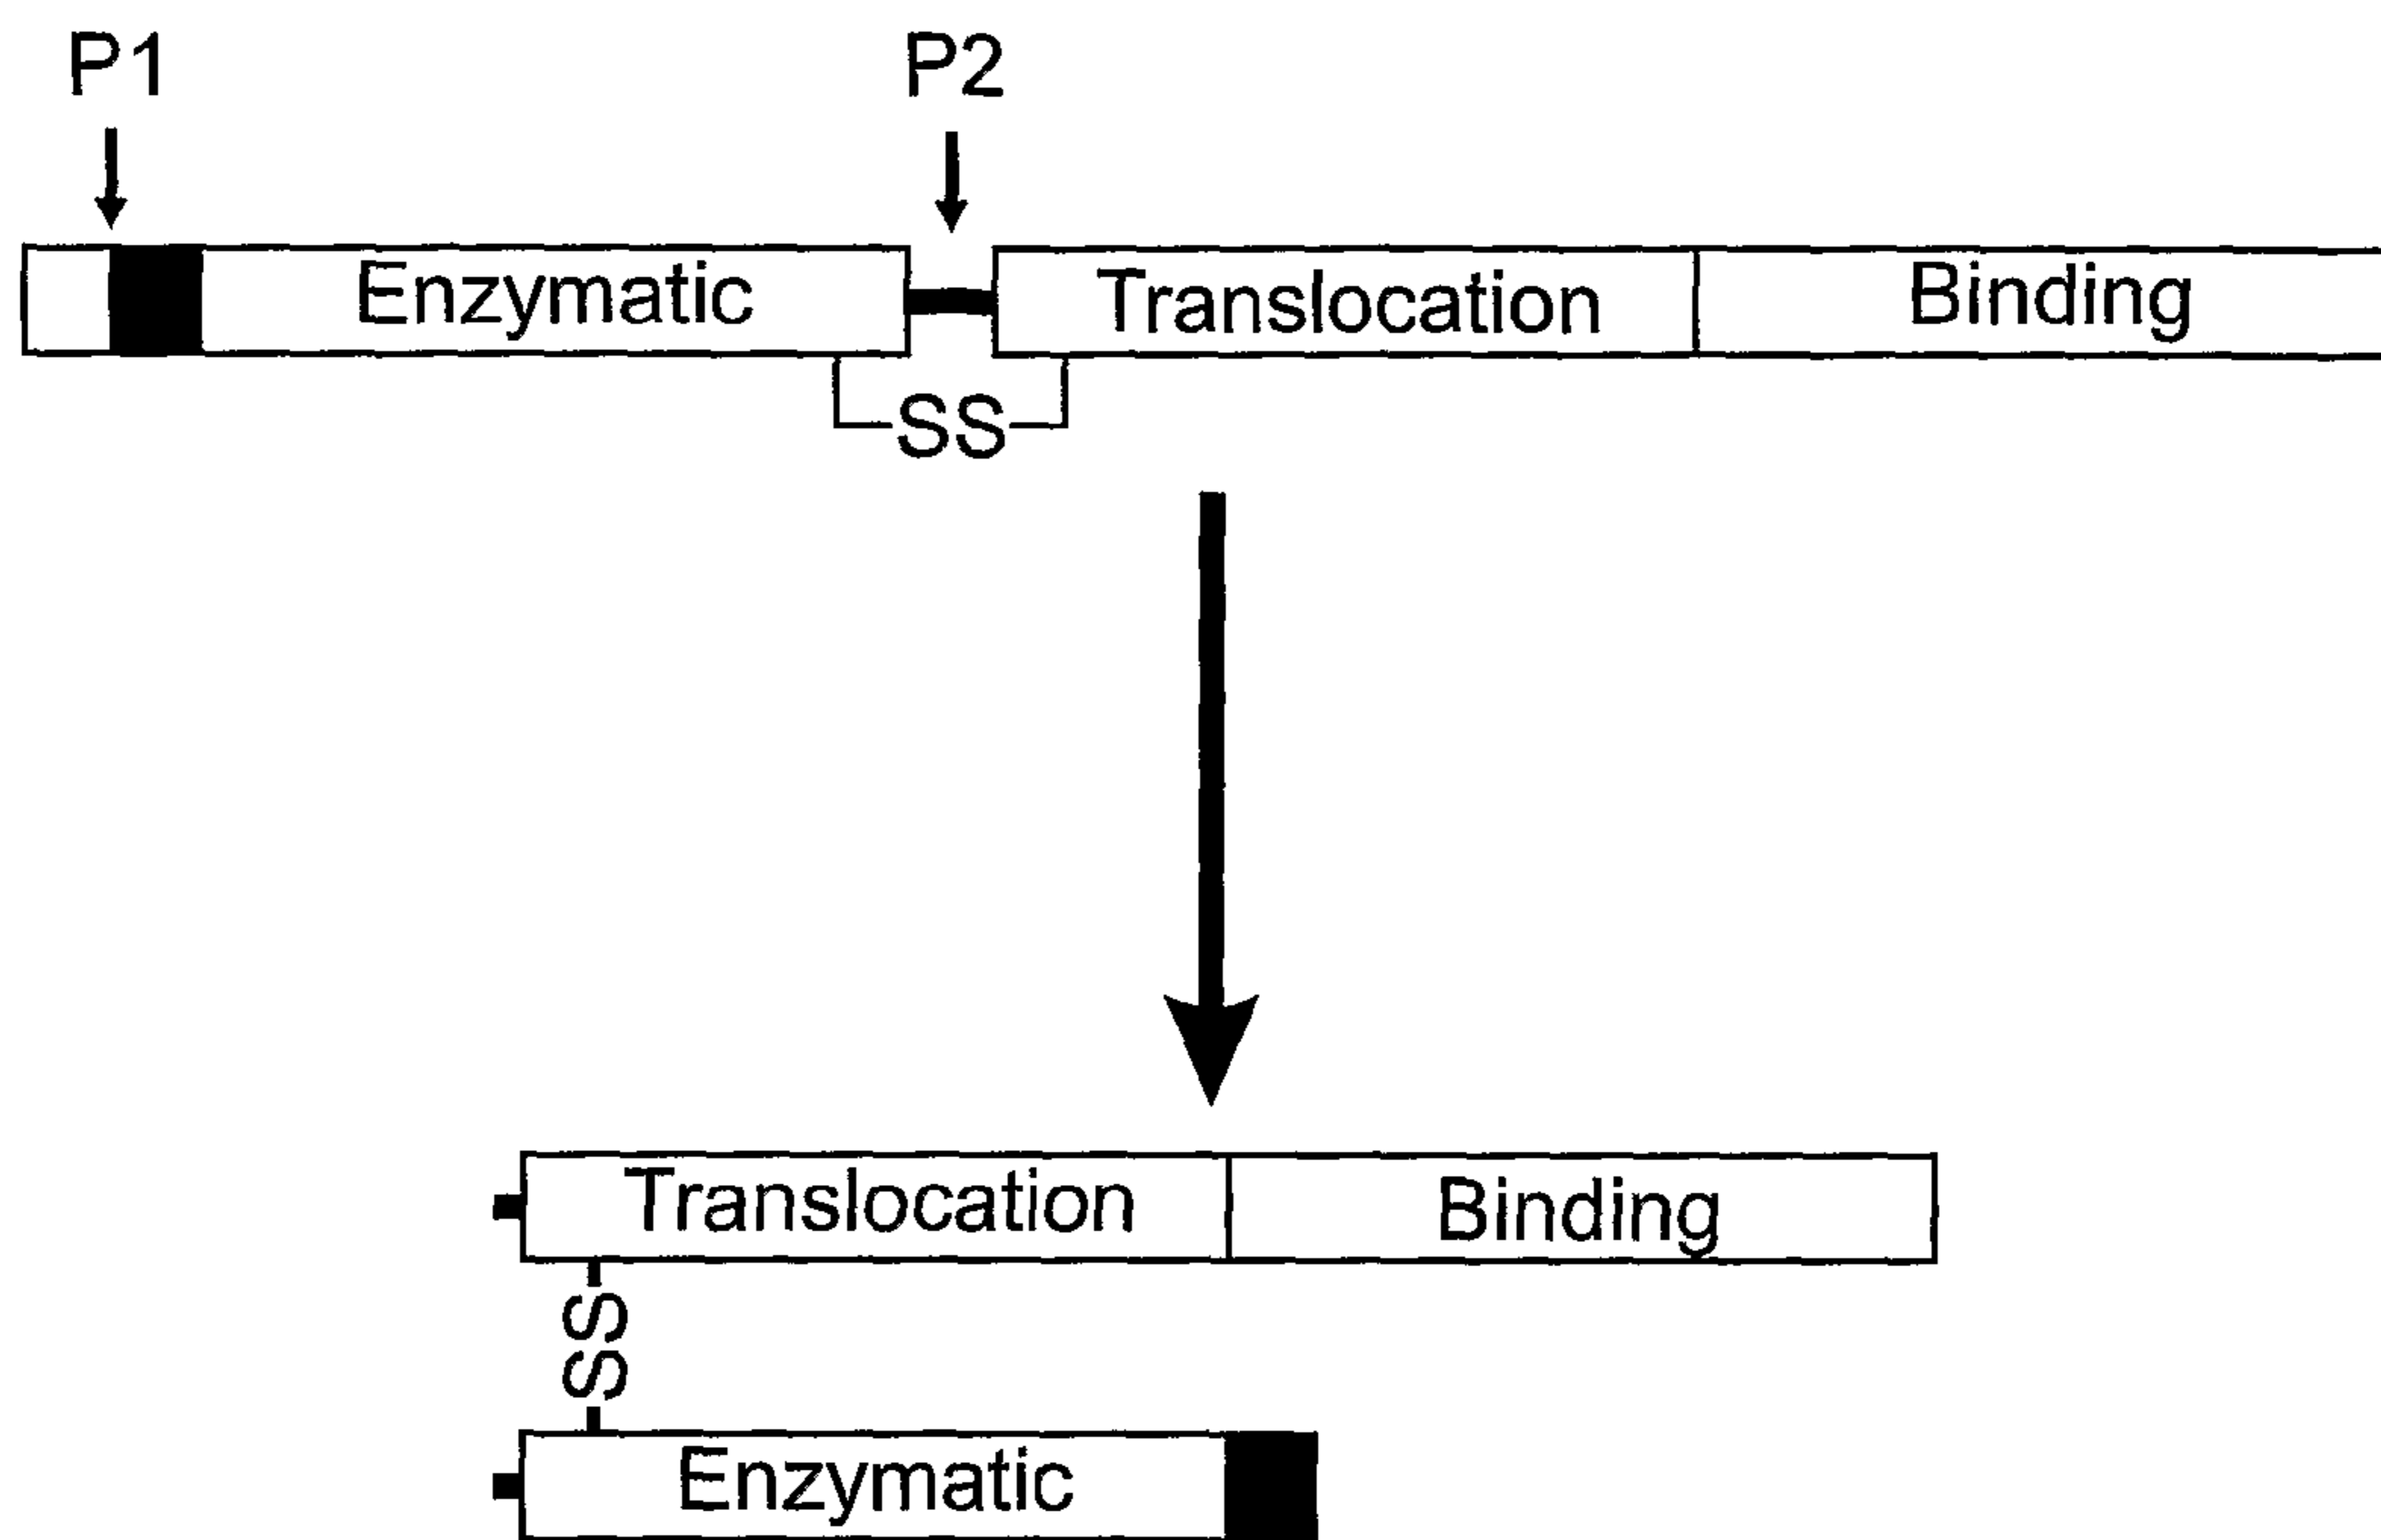 P1 P2
Enzymatic Translocation Binding
SS
Translocation Binding
SS
Enzymatic